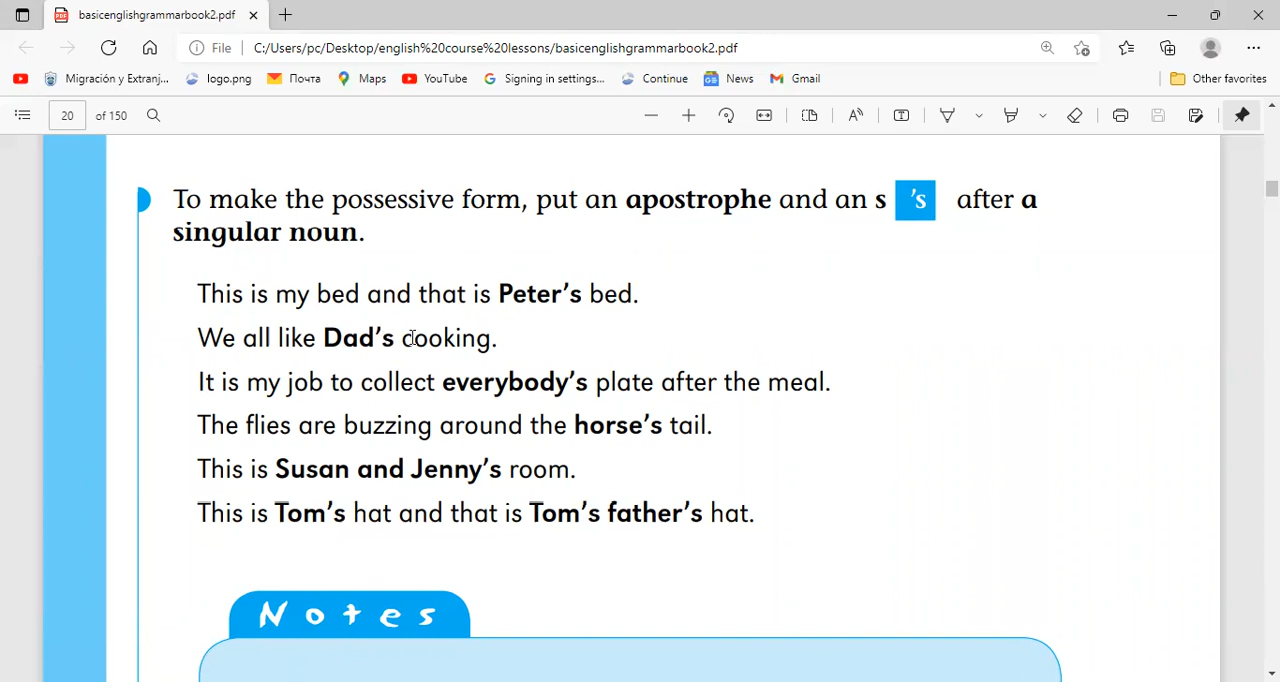 basicenglishgrammarbook2.pdf
File C:/Users/pc/Desktop/english%20course%20lessons/basicenglishgrammarbook2.pdf
Migración y Extranj... logo.png Почта Maps YouTube Signing in settings... Continue News Gmail Other favorites
20 of 150
To make the possessive form, put an apostrophe and an s 's after a
singular noun.
This is my bed and that is Peter's bed.
We all like Dad's cooking.
It is my job to collect everybody's plate after the meal.
The flies are buzzing around the horse's tail.
This is Susan and Jenny's room.
This is Tom's hat and that is Tom's father's hat.
Notes